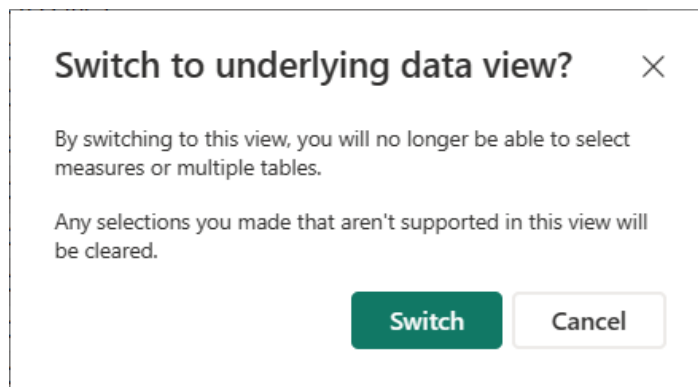 Switch to underlying data view?
By switching to this view, you will no longer be able to select
measures or multiple tables.
Any selections you made that aren't supported in this view will
be cleared.
Switch
Cancel